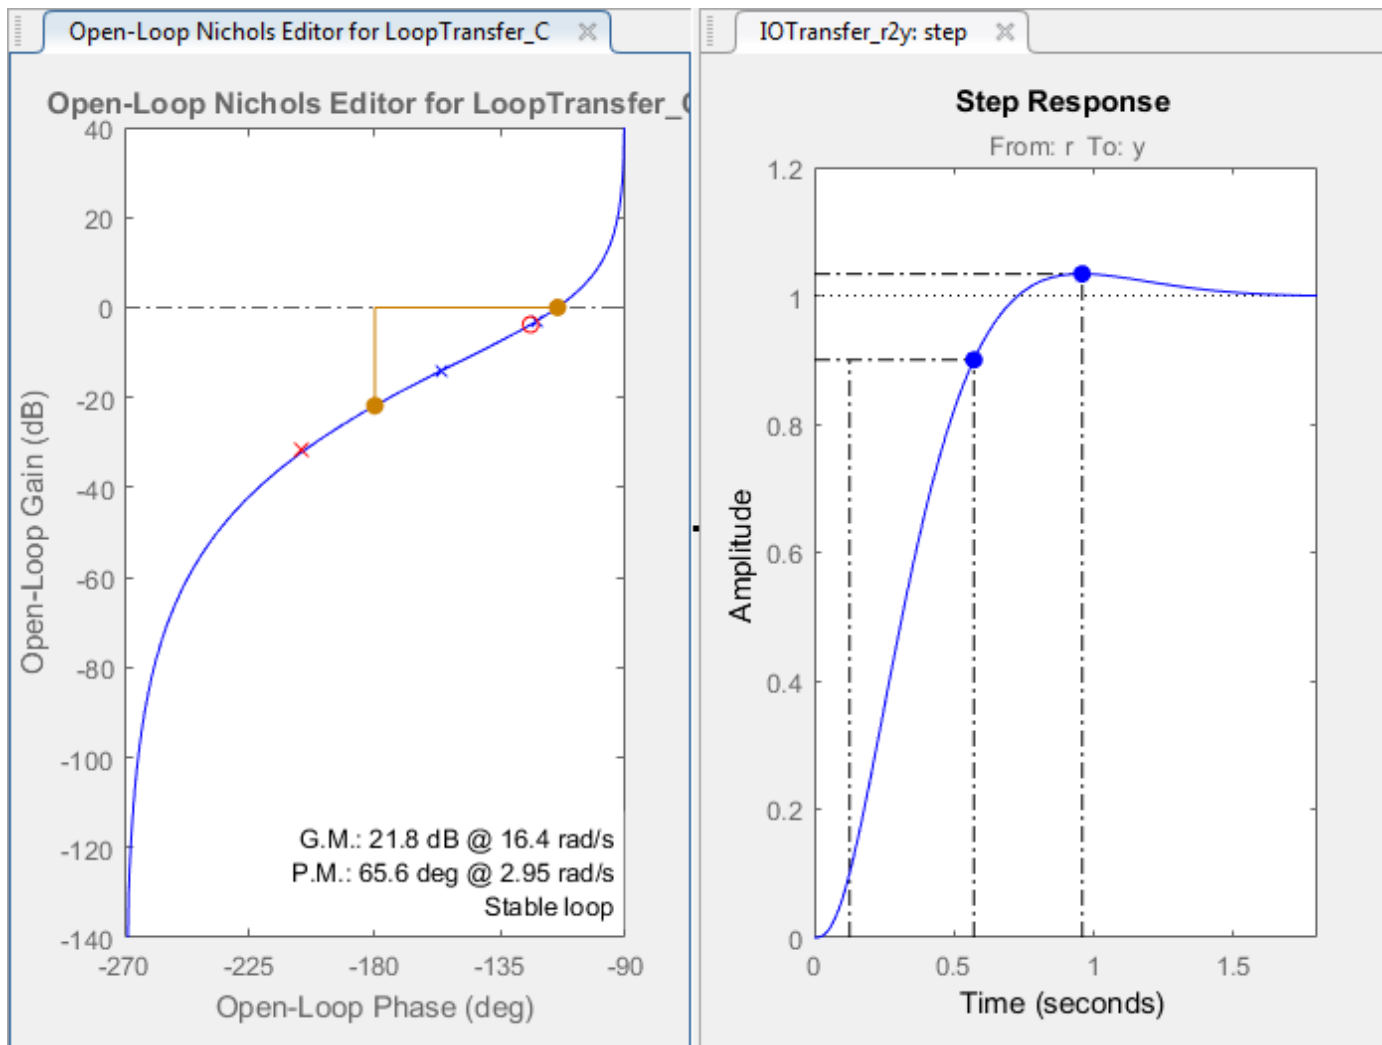 Open-Loop Nichols Editor for LoopTransfer_C
Open-Loop Nichols Editor for LoopTransfer_
40
20
0
-20
-40
-60
-80
-100
-120
-140
Open-Loop Gain (dB)
G.M.: 21.8 dB @ 16.4 rad/s
P.M.: 65.6 deg @ 2.95 rad/s
Stable loop
-270
-225
-180
-135
-90
Open-Loop Phase (deg)
IOTransfer_r2y: step
Step Response
From: r To: y
1.2
1
0.8
0.6
0.4
0.2
0
Amplitude
0
0.5
1
1.5
Time (seconds)